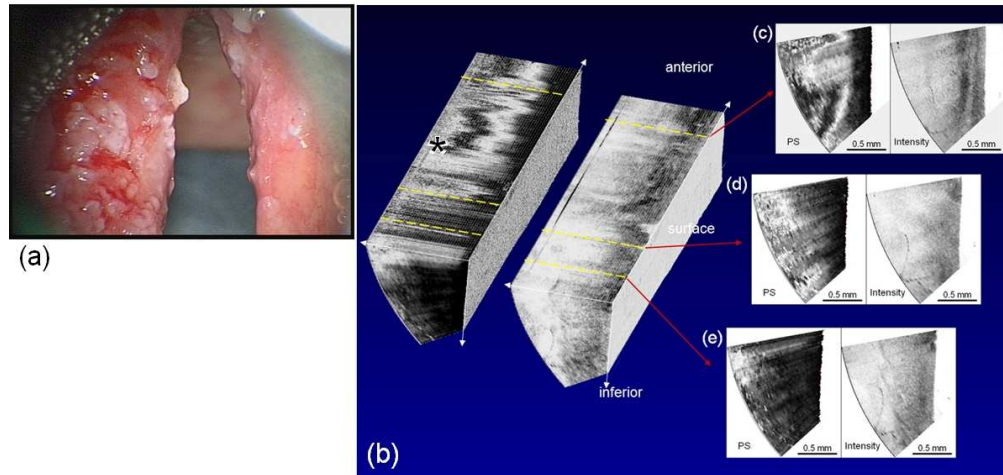 (a)
(b)
*
anterior
surface
inferior
(c)
PS
0.5 mm
Intensity
0.5 mm
(d)
PS
0.5 mm
Intensity
0.5 mm
(e)
PS
0.5 mm
Intensity
0.5 mm